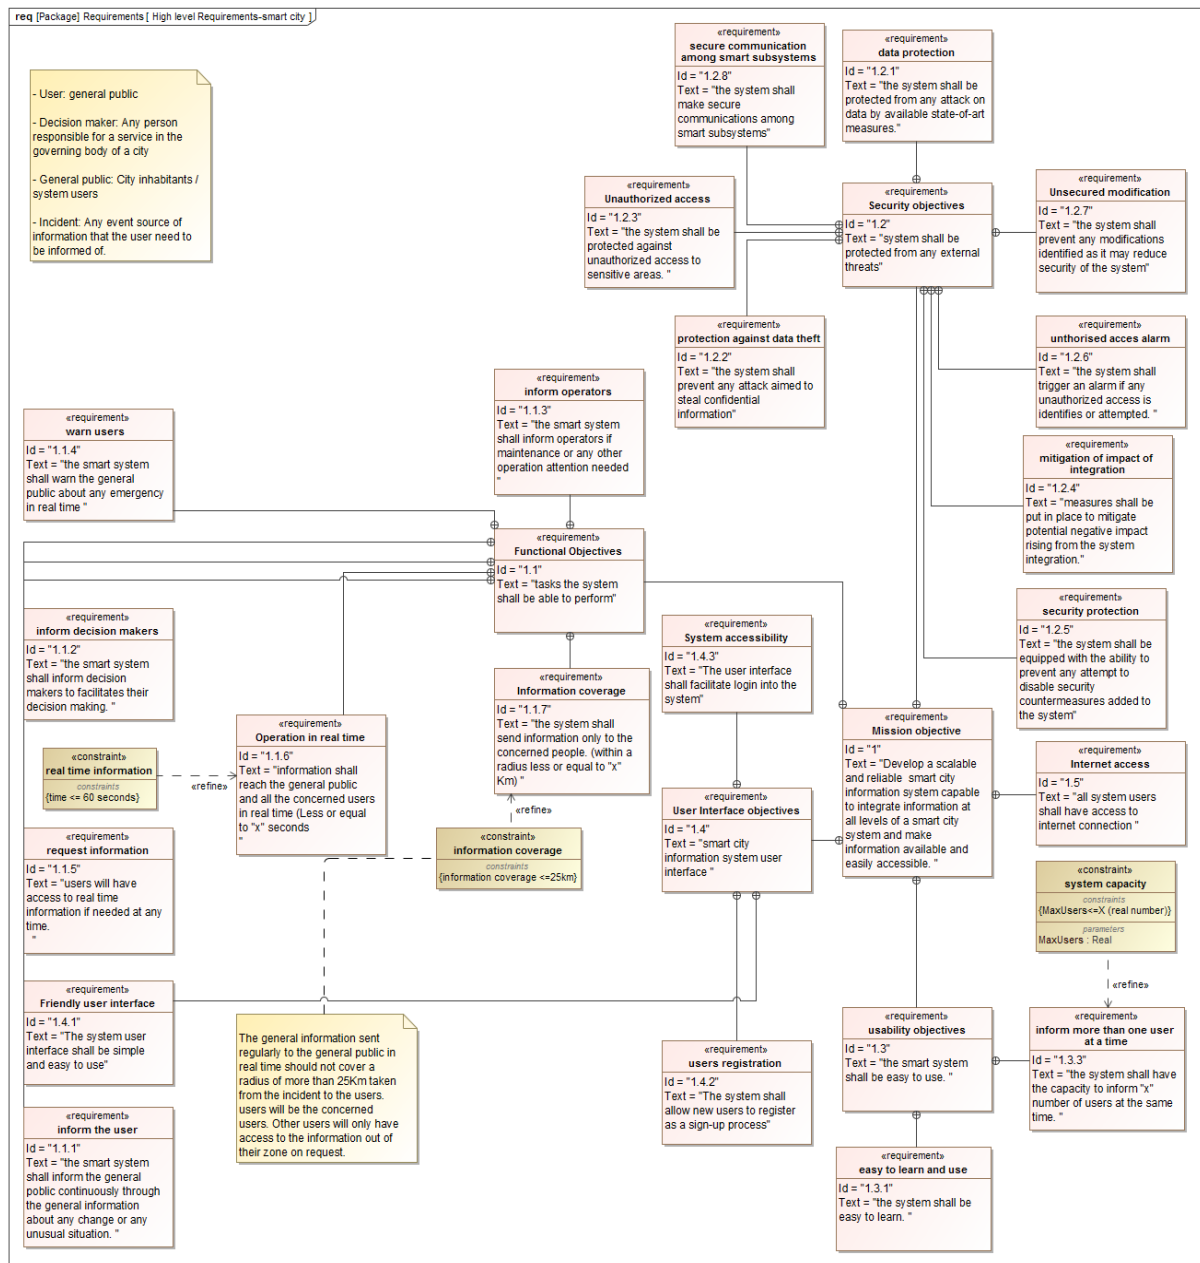 req [Package] Requirements [ High level Requirements-smart city ]
- User: general public
- Decision maker: Any person
responsible for a service in the
governing body of a city
- General public: City inhabitants /
system users
- Incident: Any event source of
information that the user need to
be informed of.
«requirement»
secure communication
among smart subsystems
Id = "1.2.8"
Text = "the system shall
make secure
communications among
smart subsystems"
«requirement»
data protection
Id = "1.2.1"
Text = "the system shall be
protected from any attack on
data by available state-of-art
measures."
«requirement»
Unauthorized access
Id = "1.2.3"
Text = "the system shall be
protected against
unauthorized access to
sensitive areas. "
«requirement»
Security objectives
Id = "1.2"
Text = "system shall be
protected from any external
threats"
«requirement»
Unsecured modification
Id = "1.2.7"
Text = "the system shall
prevent any modifications
identified as it may reduce
security of the system"
«requirement»
protection against data theft
Id = "1.2.2"
Text = "the system shall
prevent any attack aimed to
steal confidential
information"
«requirement»
unthorised acces alarm
Id = "1.2.6"
Text = "the system shall
trigger an alarm if any
unauthorized access is
identifies or attempted. "
«requirement»
inform operators
Id = "1.1.3"
Text = "the smart system
shall inform operators if
maintenance or any other
operation attention needed
"
«requirement»
warn users
Id = "1.1.4"
Text = "the smart system
shall warn the general
public about any emergency
in real time "
«requirement»
mitigation of impact of
integration
Id = "1.2.4"
Text = "measures shall be
put in place to mitigate
potential negative impact
rising from the system
integration."
«requirement»
Functional Objectives
Id = "1.1"
Text = "tasks the system
shall be able to perform"
«requirement»
security protection
Id = "1.2.5"
Text = "the system shall be
equipped with the ability to
prevent any attempt to
disable security
countermeasures added to
the system"
«requirement»
inform decision makers
Id = "1.1.2"
Text = "the smart system
shall inform decision
makers to facilitates their
decision making. "
«requirement»
System accessibility
Id = "1.4.3"
Text = "The user interface
shall facilitate login into the
system"
«requirement»
Information coverage
Id = "1.1.7"
Text = "the system shall
send information only to the
concerned people. (within a
radius less or equal to "x"
Km) "
«requirement»
Operation in real time
Id = "1.1.6"
Text = "information shall
reach the general public
and all the concerned users
in real time (Less or equal
to "x" seconds
"
«requirement»
Mission objective
Id = "1"
Text = "Develop a scalable
and reliable smart city
information system capable
to integrate information at
all levels of a smart city
system and make
information available and
easily accessible. "
«constraint»
real time information
constraints
{time <= 60 seconds}
«refine»
«requirement»
Internet access
Id = "1.5"
Text = "all system users
shall have access to
internet connection "
«requirement»
User Interface objectives
Id = "1.4"
Text = "smart city
information system user
interface "
«refine»
«constraint»
information coverage
constraints
{information coverage <=25km}
«requirement»
request information
Id = "1.1.5"
Text = "users will have
access to real time
information if needed at any
time.
"
«constraint»
system capacity
constraints
{MaxUsers<=X (real number)}
parameters
MaxUsers : Real
«refine»
«requirement»
Friendly user interface
Id = "1.4.1"
Text = "The system user
interface shall be simple
and easy to use"
The general information sent
regularly to the general public in
real time should not cover a
radius of more than 25Km taken
from the incident to the users.
users will be the concerned
users. Other users will only have
access to the information out of
their zone on request.
«requirement»
users registration
Id = "1.4.2"
Text = "The system shall
allow new users to register
as a sign-up process"
«requirement»
usability objectives
Id = "1.3"
Text = "the smart system
shall be easy to use. "
«requirement»
inform more than one user
at a time
Id = "1.3.3"
Text = "the system shall have
the capacity to inform "x"
number of users at the same
time. "
«requirement»
inform the user
Id = "1.1.1"
Text = "the smart system
shall inform the general
public continuously through
the general information
about any change or any
unusual situation. "
«requirement»
easy to learn and use
Id = "1.3.1"
Text = "the system shall be
easy to learn. "